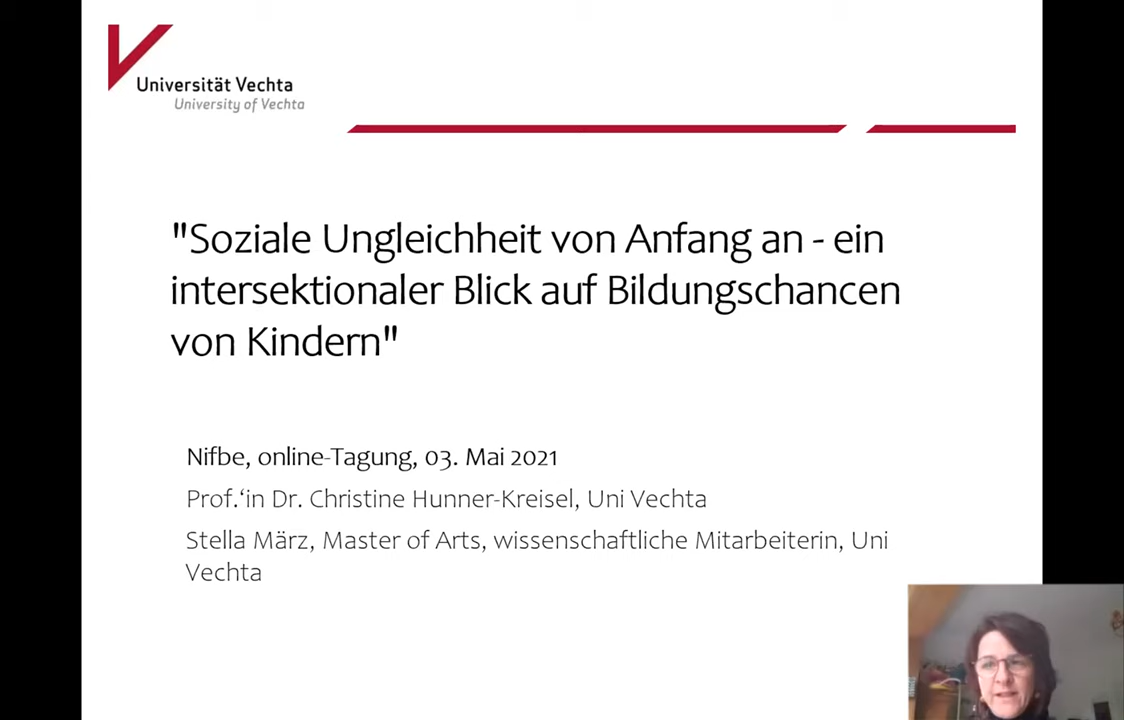 Universität Vechta
University of Vechta
"Soziale Ungleichheit von Anfang an - ein
intersektionaler Blick auf Bildungschancen
von Kindern"
Nifbe, online-Tagung, 03. Mai 2021
Prof.‘in Dr. Christine Hunner-Kreisel, Uni Vechta
Stella März, Master of Arts, wissenschaftliche Mitarbeiterin, Uni
Vechta